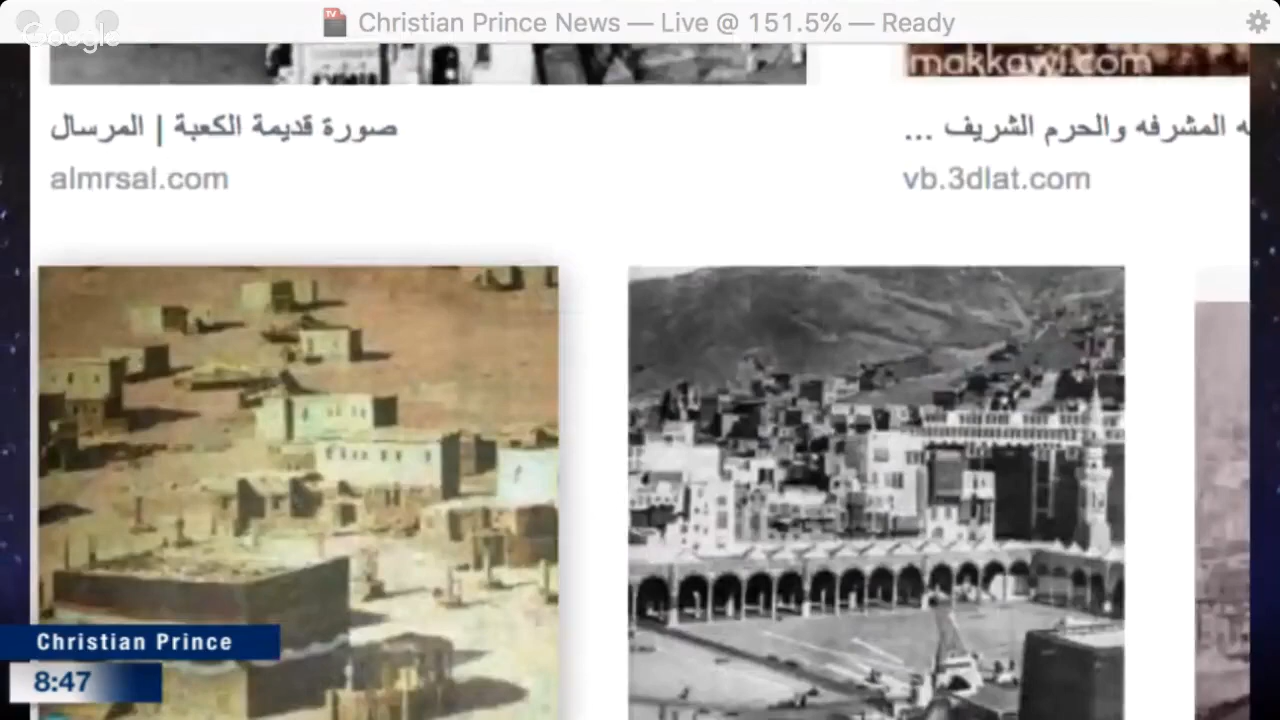 Christian Prince News — Live @ 151.5% — Ready
Google
makkawi.com
صورة قديمة الكعبة | المرسال
almrsal.com
ه المشرفه والحرم الشريف ...
vb.3dlat.com
Christian Prince
8:47